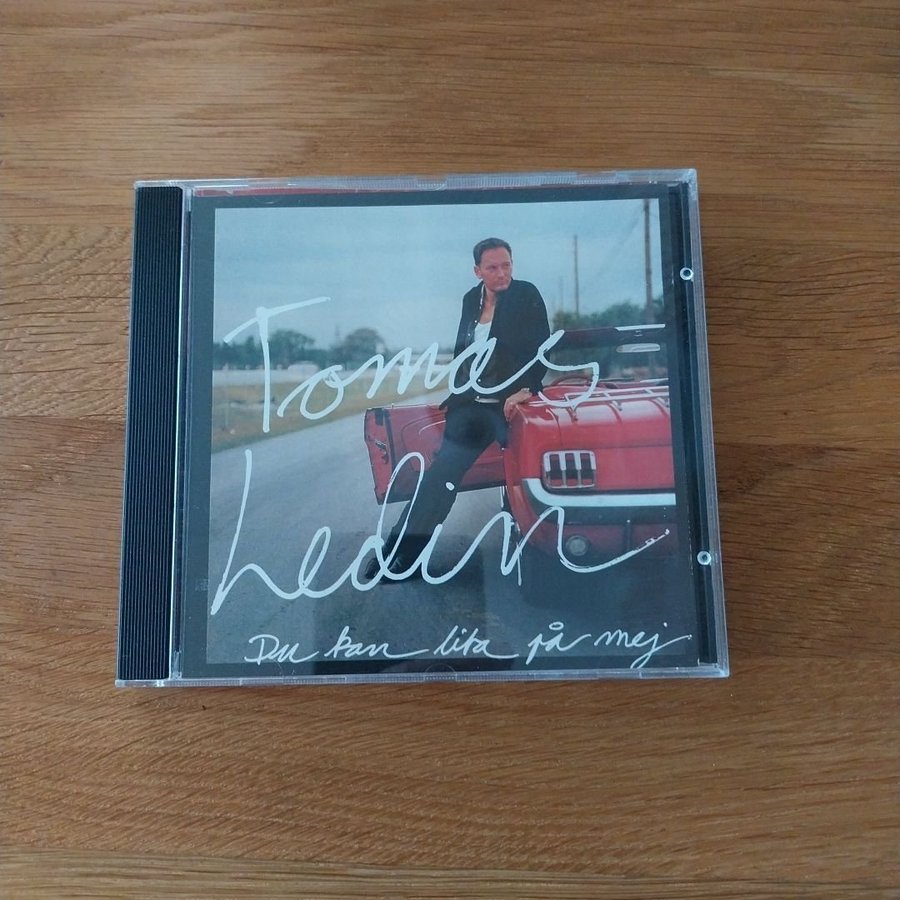 Tomas
Ledin
Du kan lita på mej